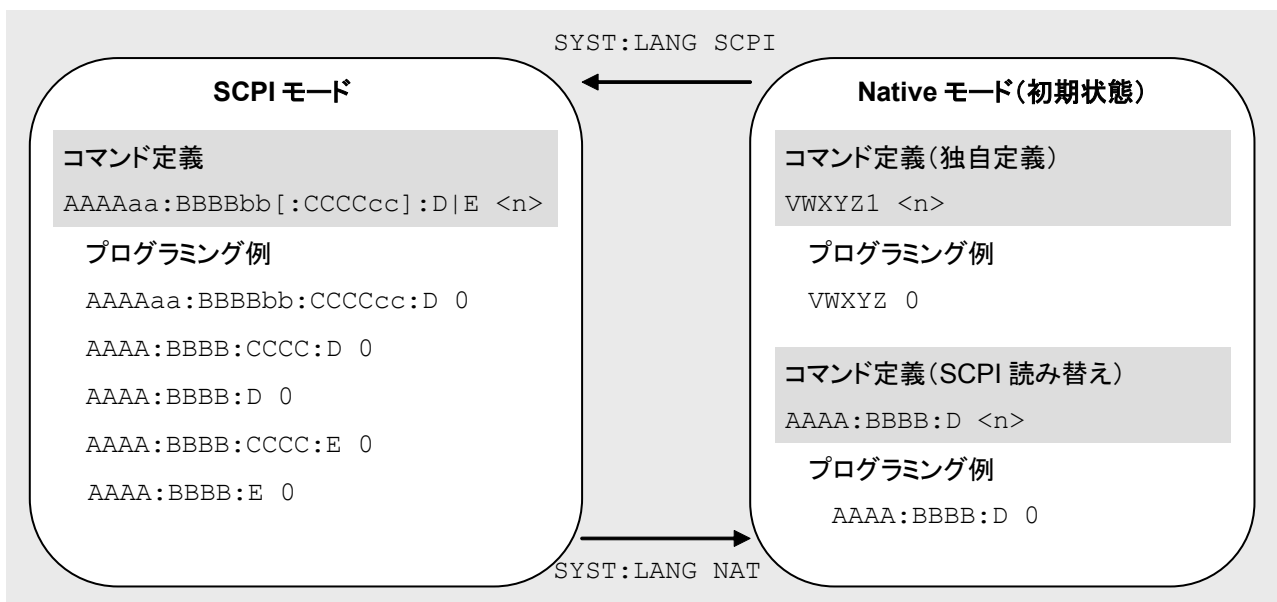 SYST:LANG SCPI
SCPI モード
コマンド定義
AAAAaa:BBBBbb[:CCCCcc]:D|E <n>
プログラミング例
AAAAaa:BBBBbb:CCCCcc:D 0
AAAA:BBBB:CCCC:D 0
AAAA:BBBB:D 0
AAAA:BBBB:CCCC:E 0
AAAA:BBBB:E 0
Native モード(初期状態)
コマンド定義(独自定義)
VWXYZ1 <n>
プログラミング例
VWXYZ 0
コマンド定義(SCPI 読み替え)
AAAA:BBBB:D <n>
プログラミング例
AAAA:BBBB:D 0
SYST:LANG NAT